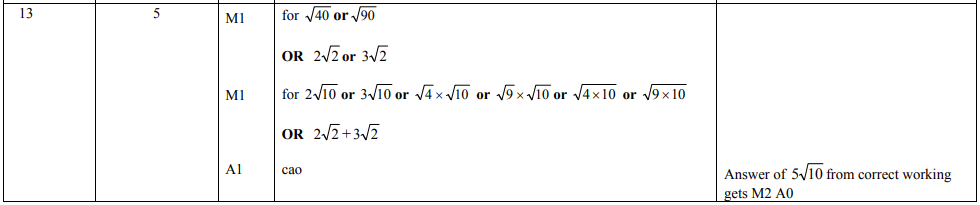 13 5 M1 for √40 or √90
OR 2√2 or 3√2
M1 for 2√10 or 3√10 or √4 × √10 or √9 × √10 or √(4×10) or √(9×10)
OR 2√2 + 3√2
A1 cao
Answer of 5√10 from correct working
gets M2 A0